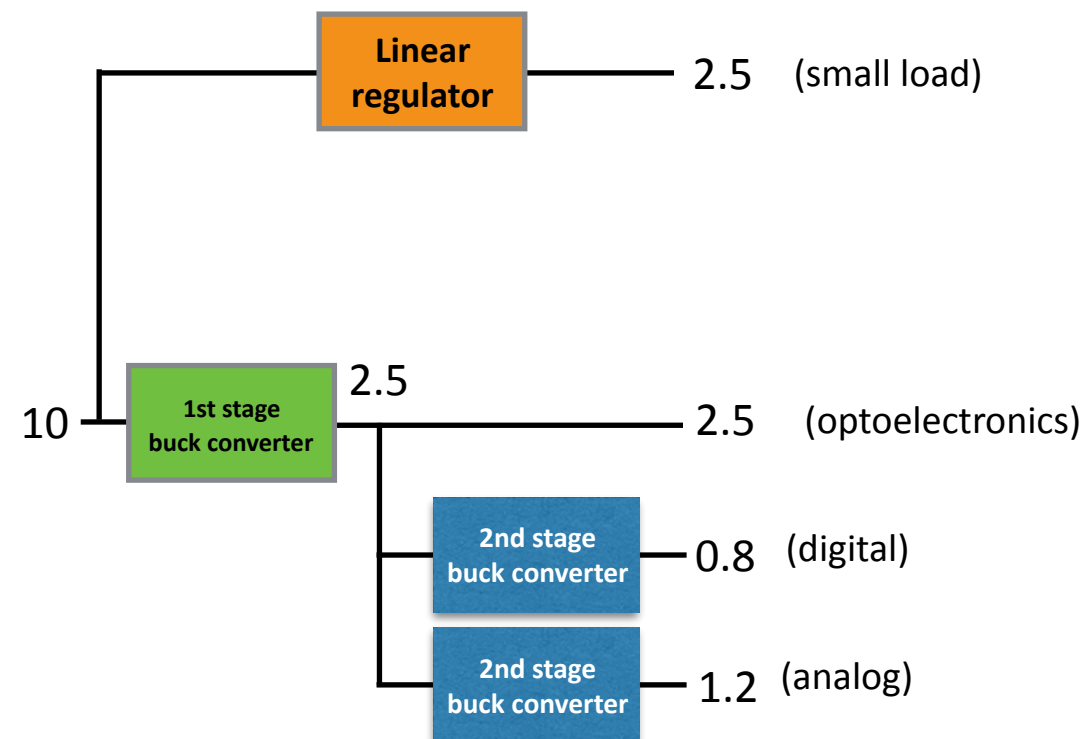 Linear
regulator
2.5 (small load)
10
1st stage
buck converter
2.5
2.5 (optoelectronics)
2nd stage
buck converter
0.8 (digital)
2nd stage
buck converter
1.2 (analog)